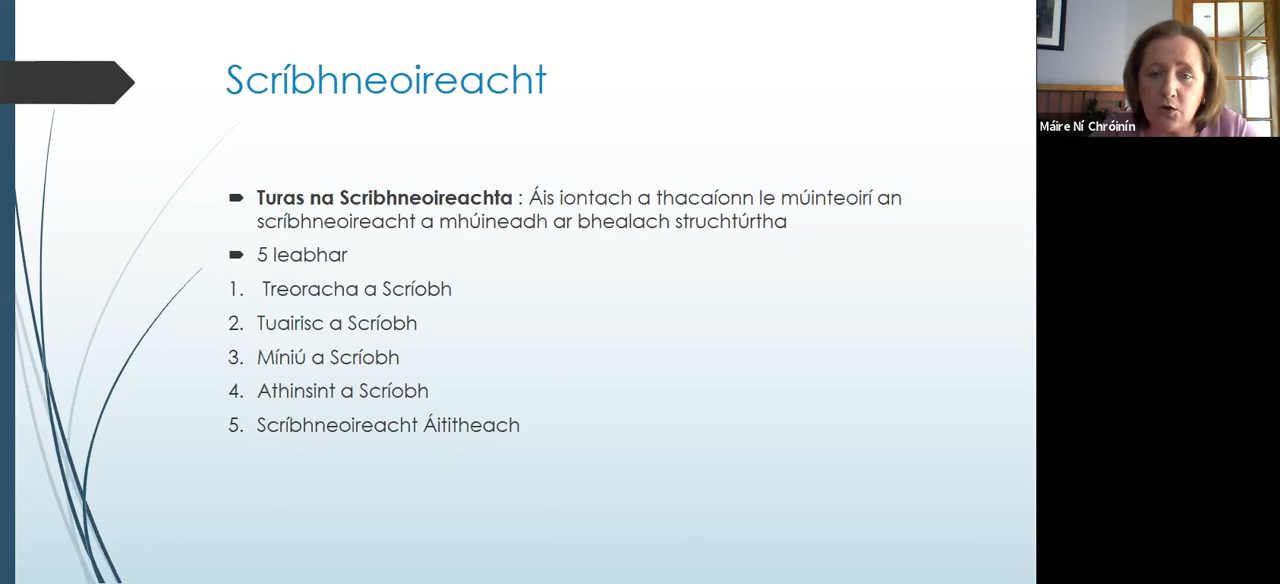 Scríbhneoireacht
Turas na Scribhneoireachta : Áis iontach a thacaíonn le múinteoirí an
scríbhneoireacht a mhúineadh ar bhealach struchtúrtha
5 leabhar
1. Treoracha a Scríobh
2. Tuairisc a Scríobh
3. Míniú a Scríobh
4. Athinsint a Scríobh
5. Scríbhneoireacht Áititheach
Máire Ní Chróinín